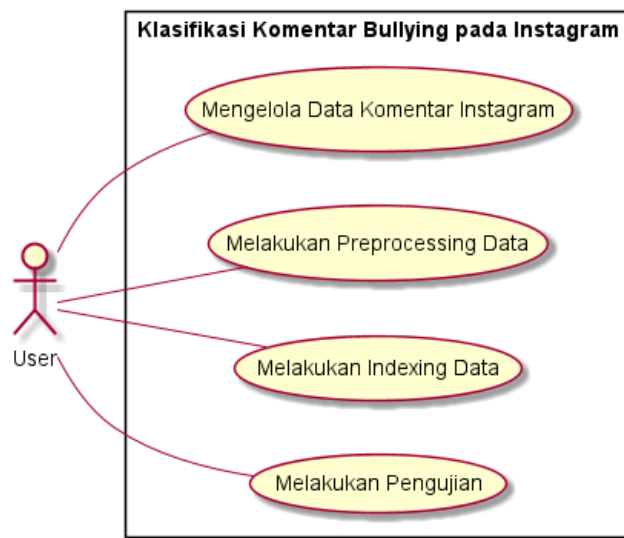 Klasifikasi Komentar Bullying pada Instagram
Mengelola Data Komentar Instagram
Melakukan Preprocessing Data
User
Melakukan Indexing Data
Melakukan Pengujian